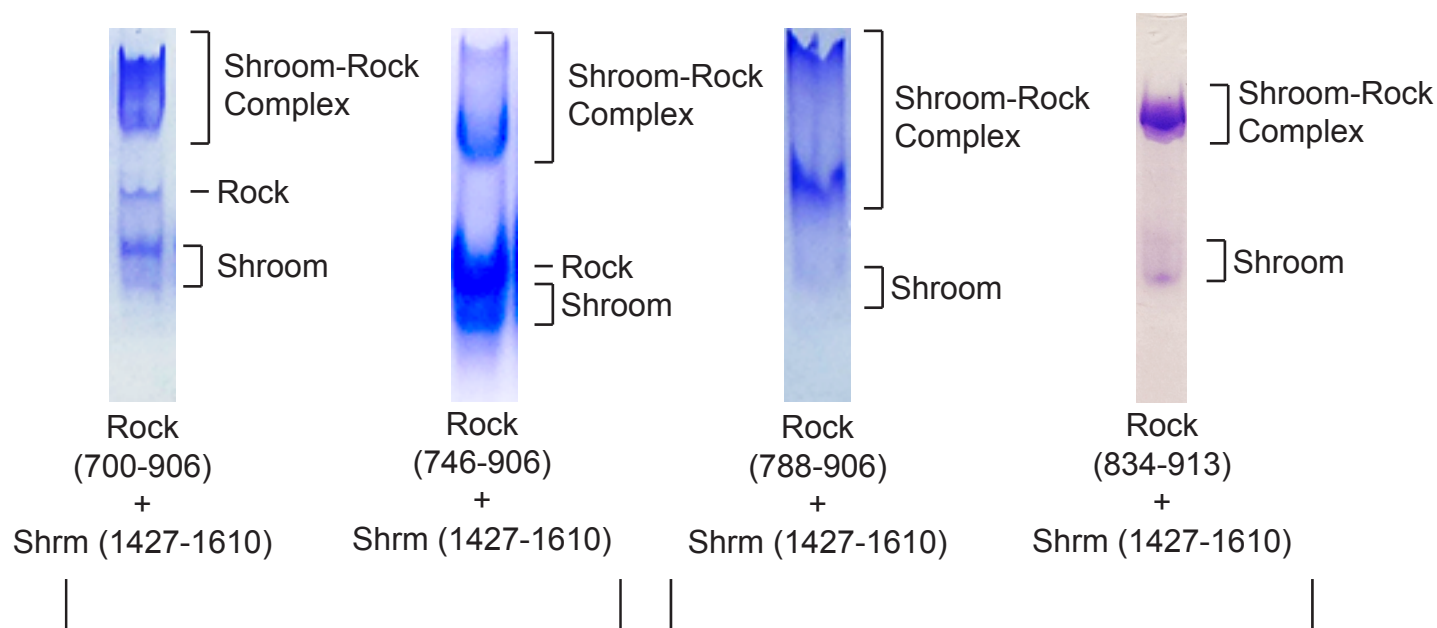 Shroom-Rock
Complex
Rock
Shroom
Rock
(700-906)
+
Shrm (1427-1610)
Shroom-Rock
Complex
Rock
Shroom
Rock
(746-906)
+
Shrm (1427-1610)
Shroom-Rock
Complex
Shroom
Rock
(788-906)
+
Shrm (1427-1610)
Shroom-Rock
Complex
Shroom
Rock
(834-913)
+
Shrm (1427-1610)